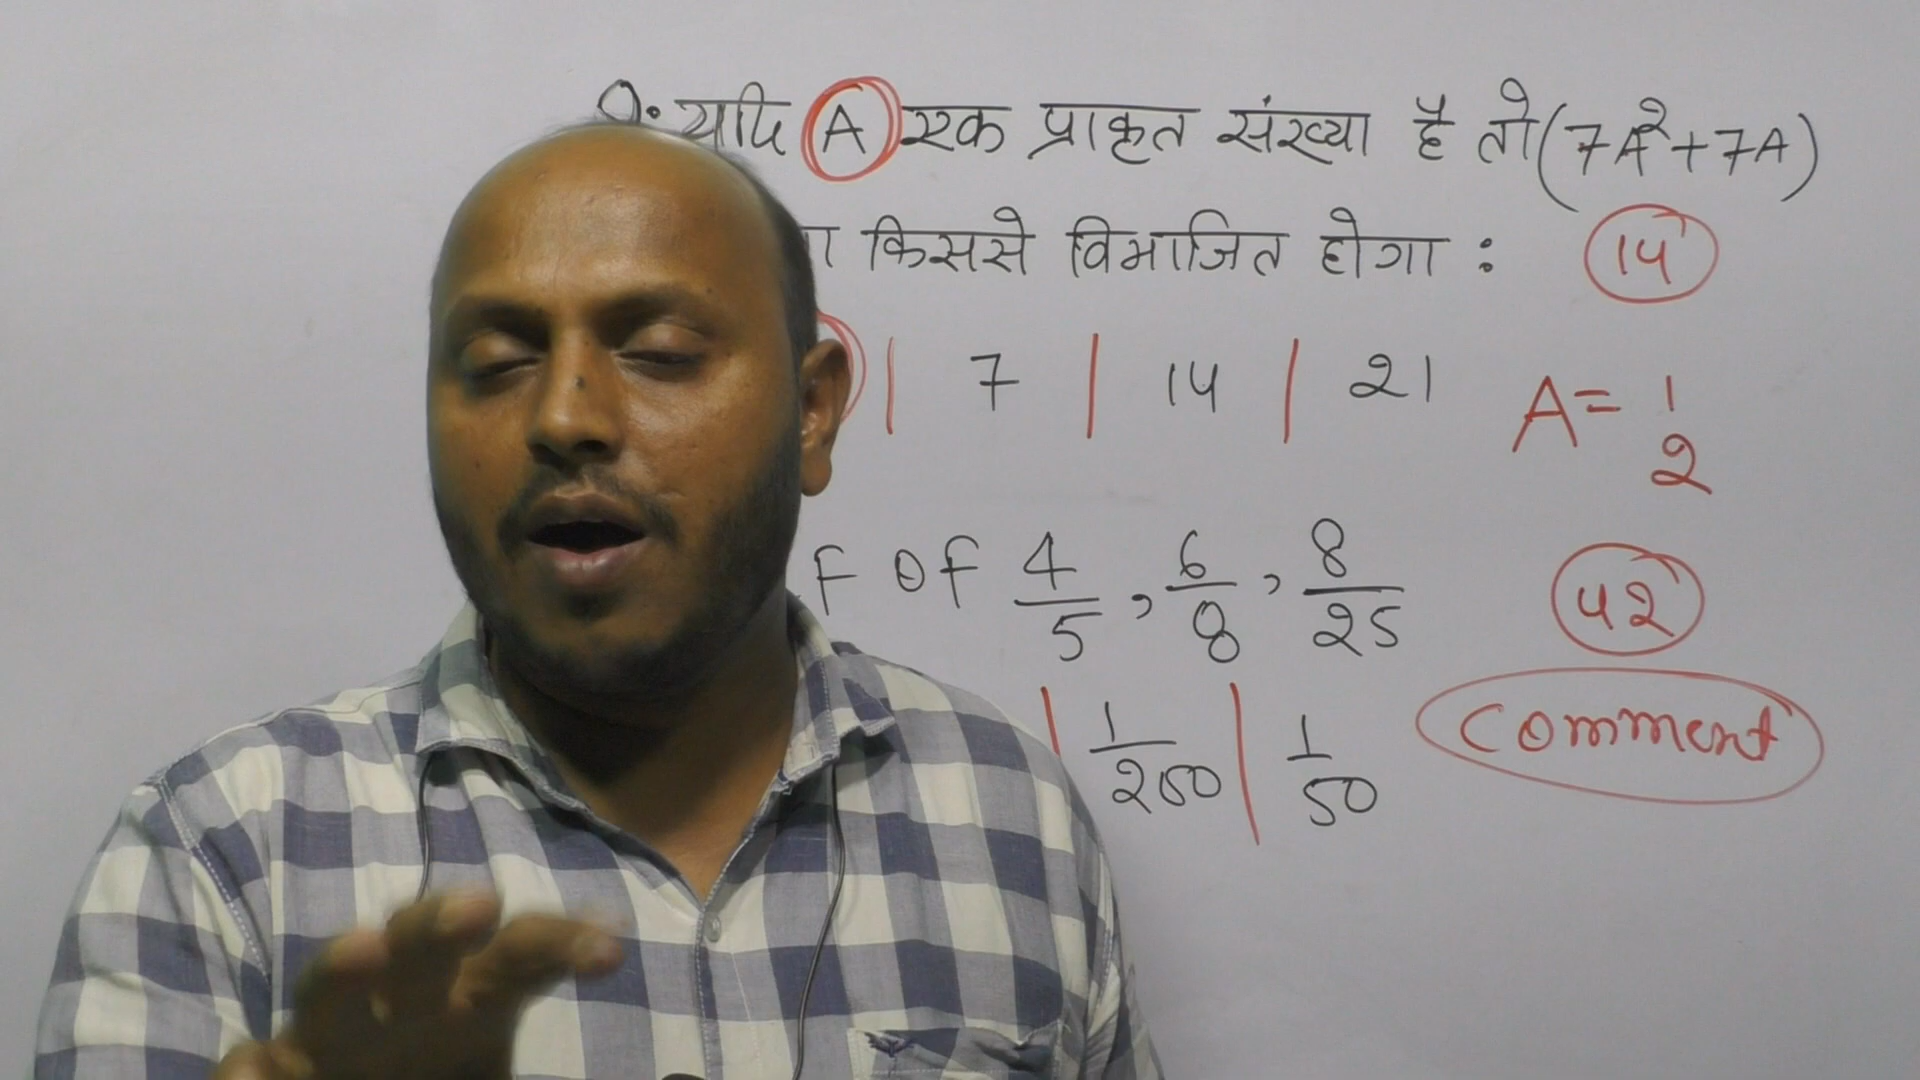 Q. यदि A एक प्राकृत संख्या है तो (7A²+7A)
किससे विभाजित होगा : 14
| 7 | 14 | 21
A = 1
2
F OF 4/5, 6/8, 8/25
42
| 1/250 | 1/50
comment